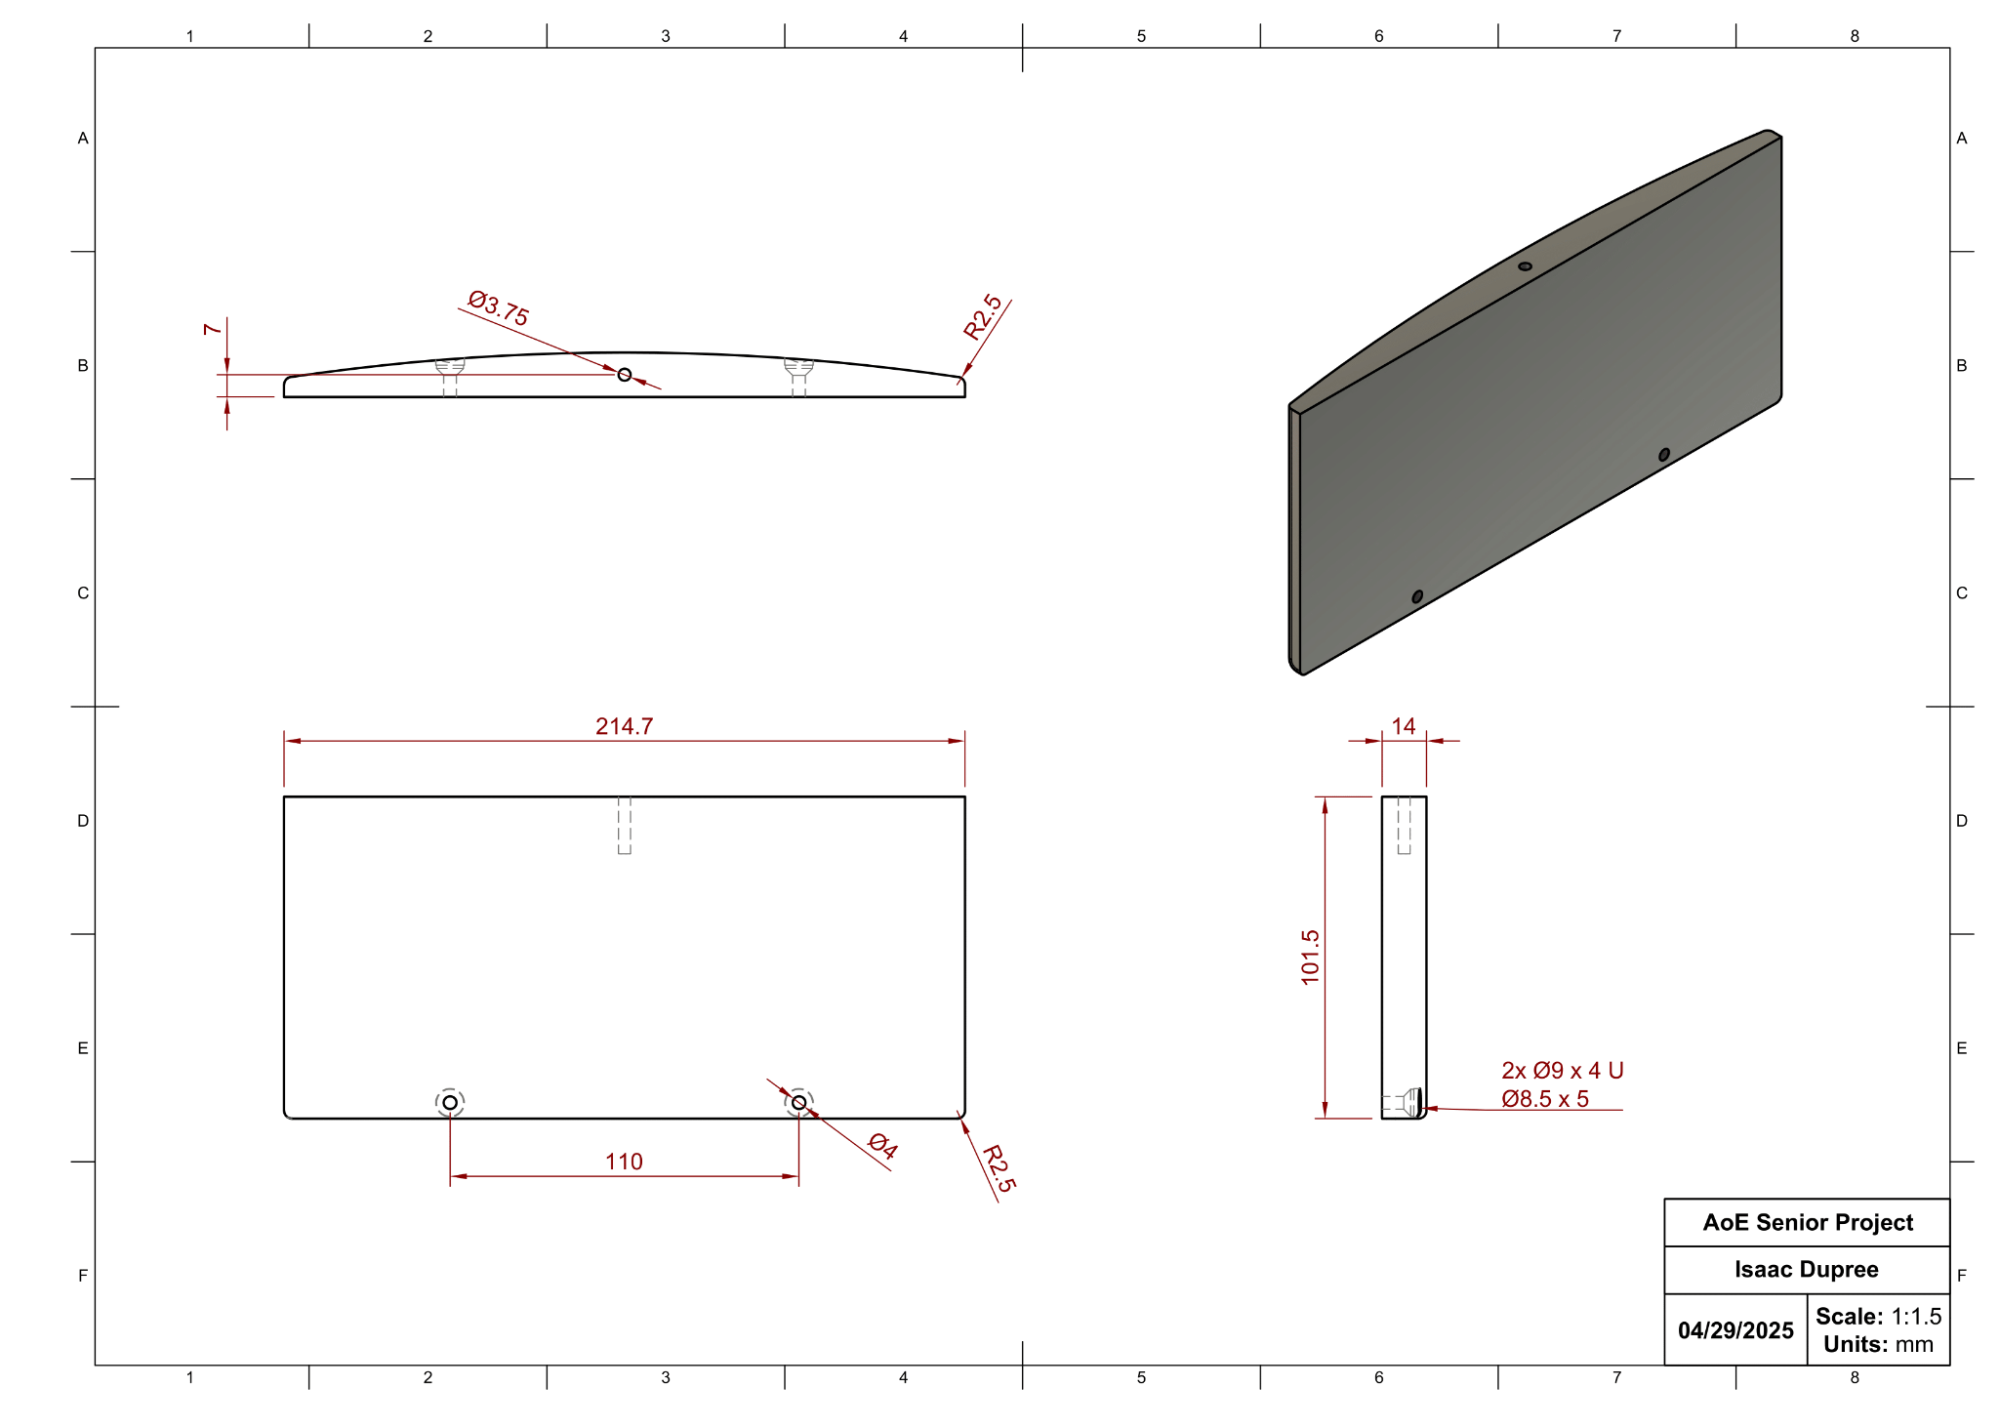 1 2 3 4 5 6 7 8
A A
Ø3.75
R2.5
7
B B
C C
214.7
14
D D
101.5
E E
2x Ø9 x 4 U
Ø8.5 x 5
Ø4
110
R2.5
AoE Senior Project
F F
Isaac Dupree
04/29/2025
Scale: 1:1.5
Units: mm
1 2 3 4 5 6 7 8